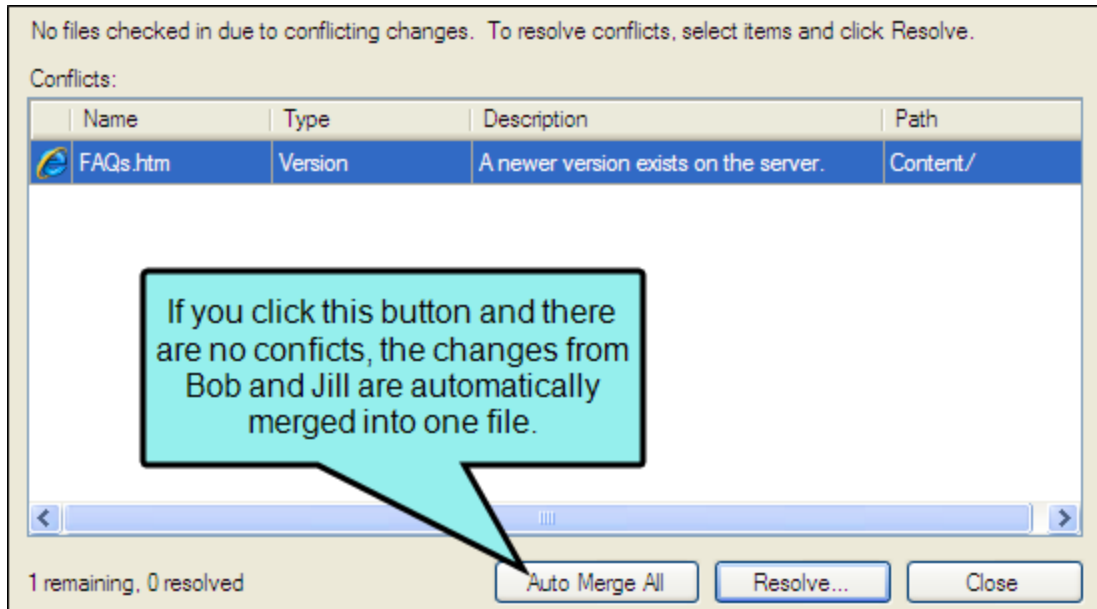 No files checked in due to conflicting changes. To resolve conflicts, select items and click Resolve.
Conflicts:
Name Type Description Path
FAQs.htm Version A newer version exists on the server. Content/
If you click this button and there
are no conficts, the changes from
Bob and Jill are automatically
merged into one file.
1 remaining, 0 resolved Auto Merge All Resolve... Close